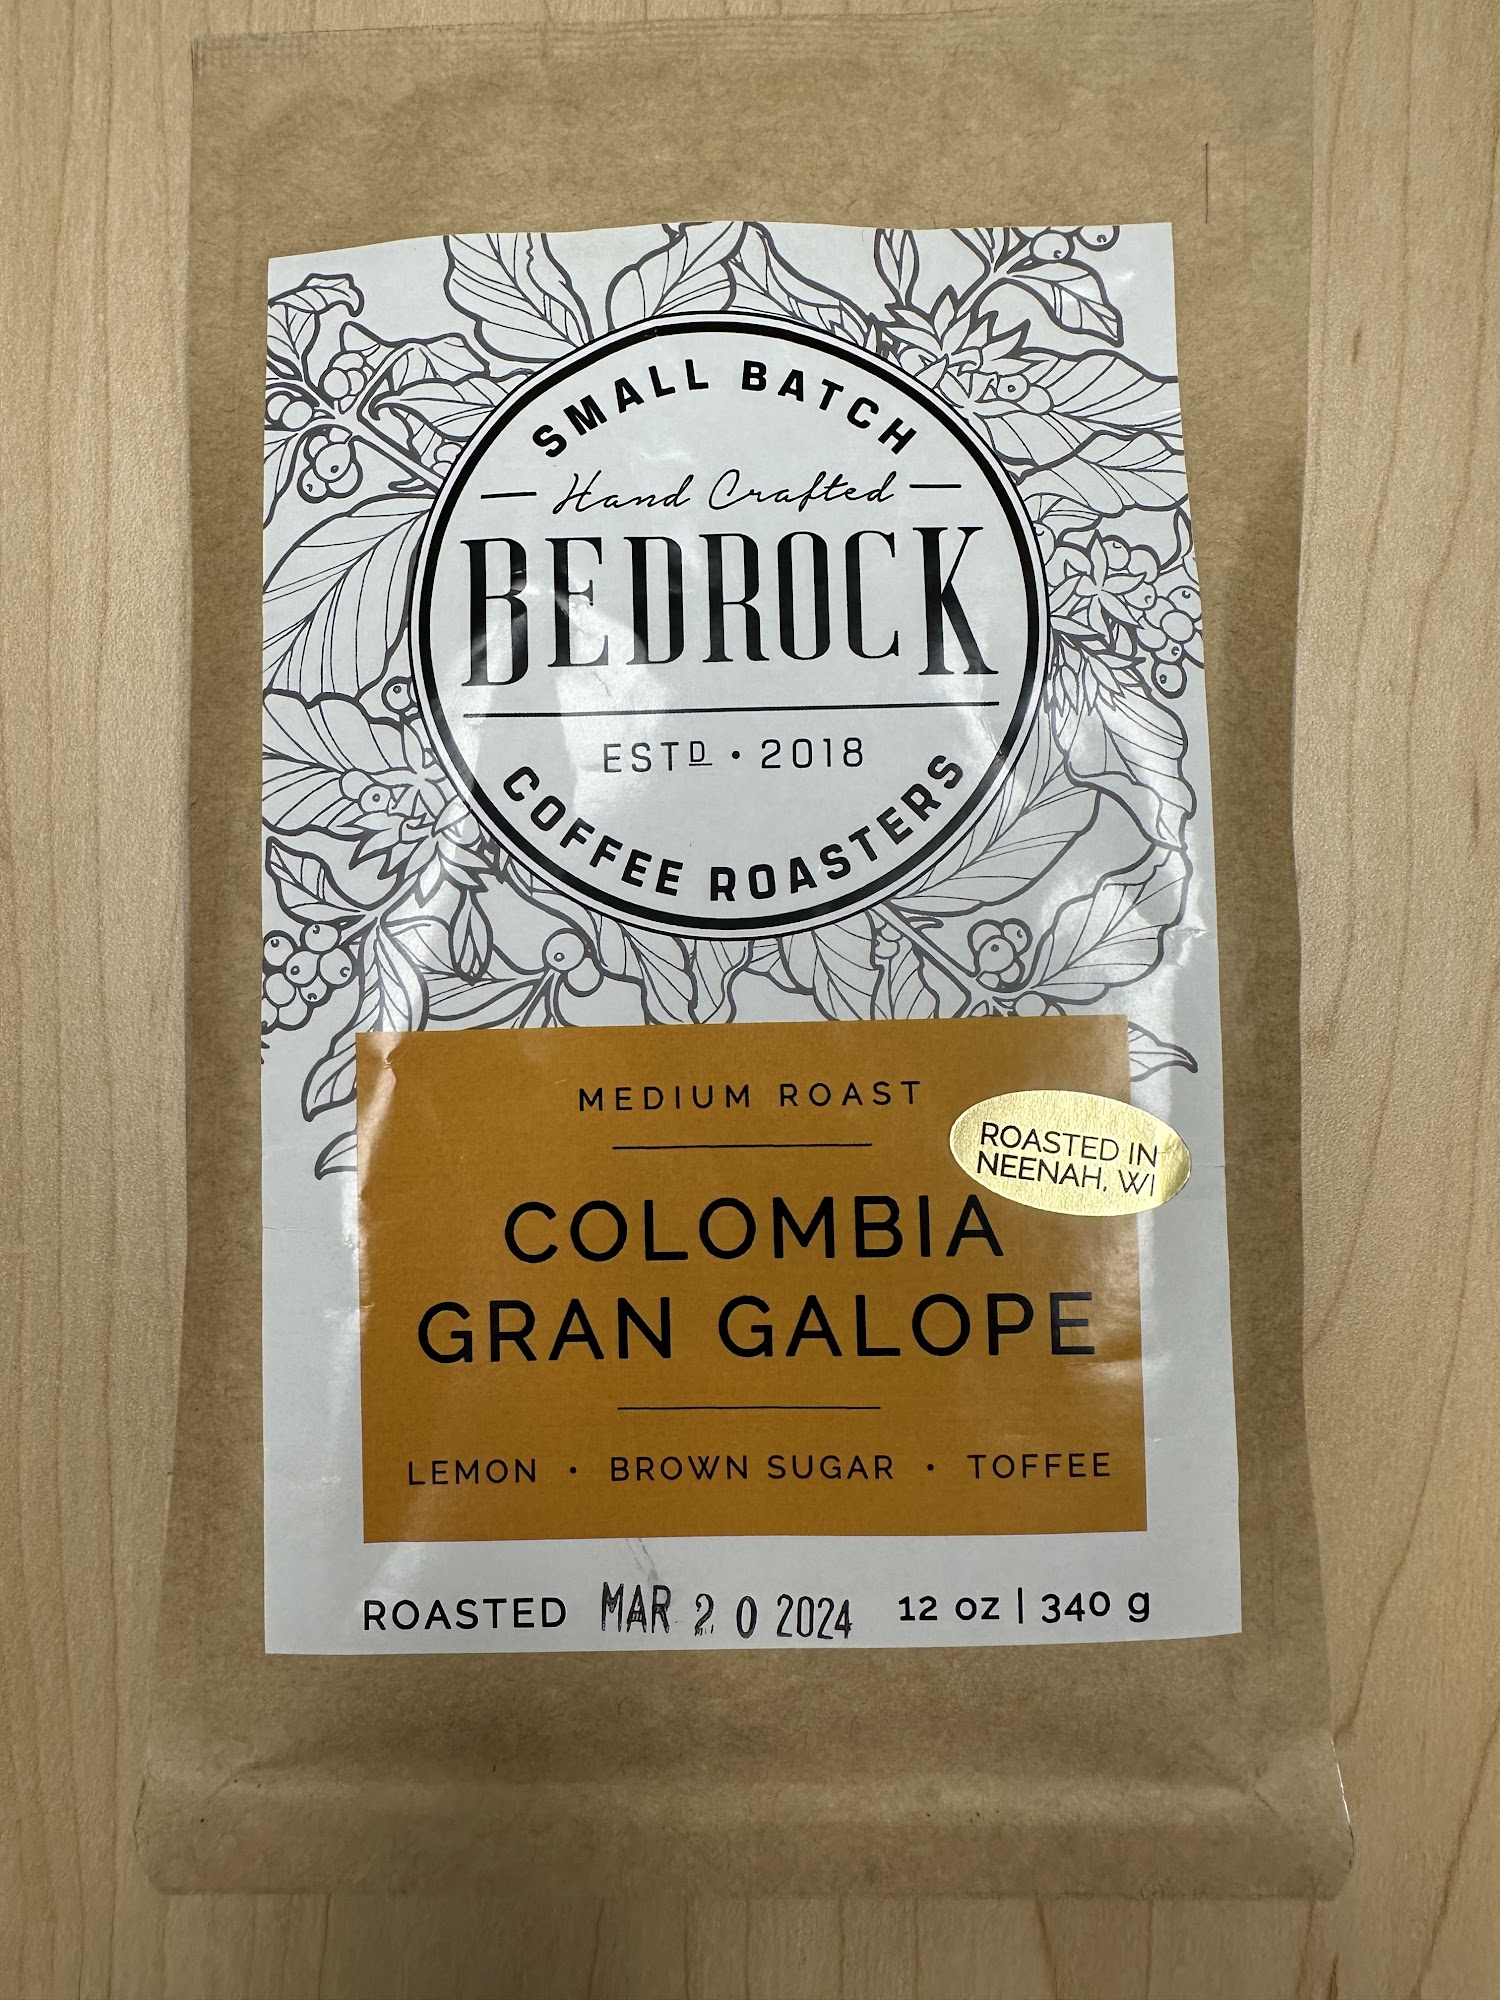 SMALL BATCH
Hand Crafted
BEDROCK
ESTD • 2018
COFFEE ROASTERS
MEDIUM ROAST
ROASTED IN
NEENAH, WI
COLOMBIA
GRAN GALOPE
LEMON • BROWN SUGAR • TOFFEE
ROASTED MAR 20 2024 12 oz | 340 g